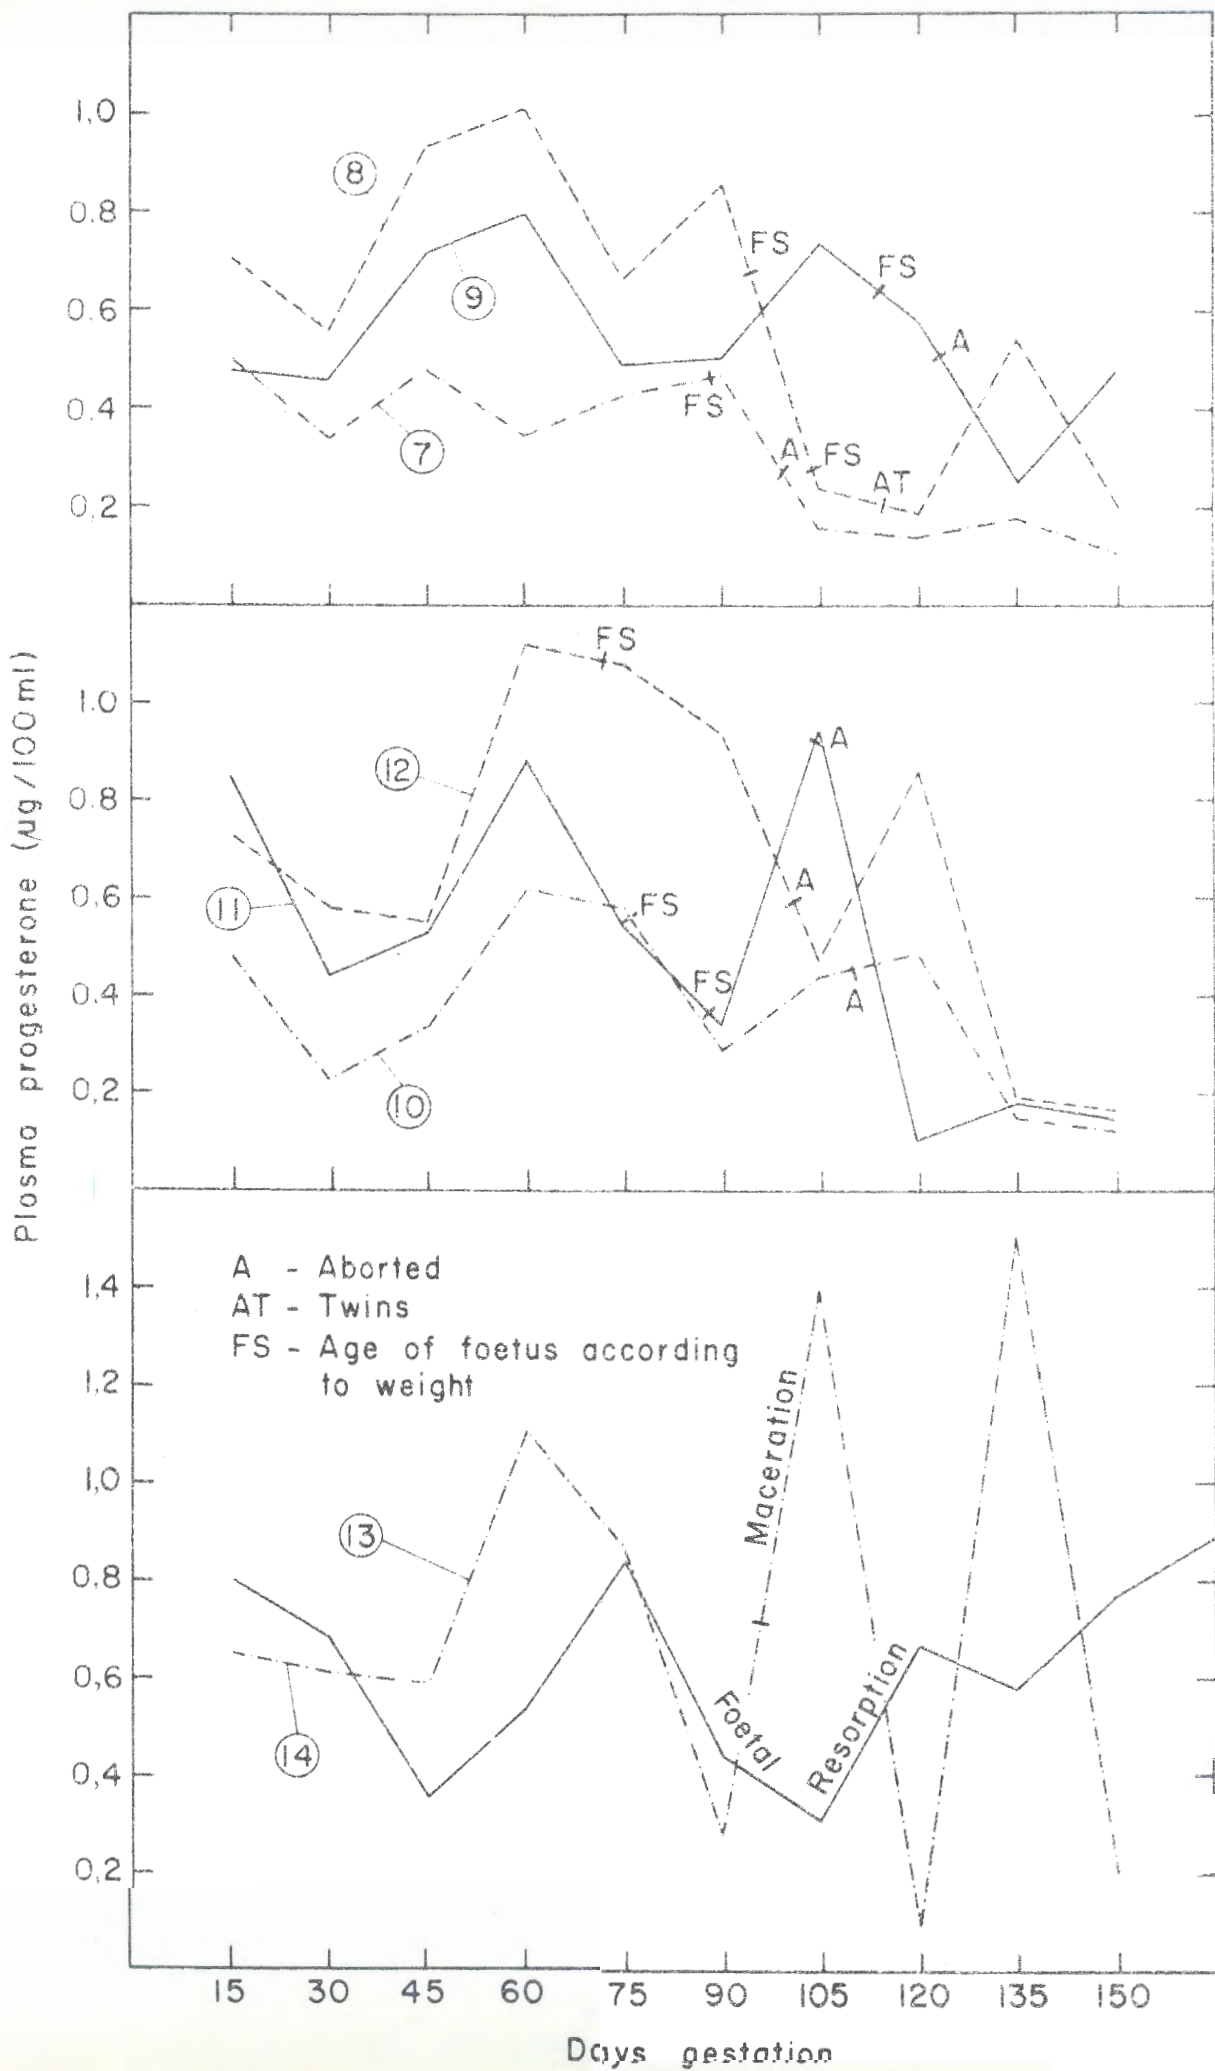 1,0
8
0.8
FS
FS
9
0.6
A
0.4
FS
7
A
FS
AT
0,2
FS
1.0
12
A
0.8
A
11
0.6
FS
FS
0.4
A
10
0,2
Plasma progesterone (µg/100ml)
A - Aborted
1,4
AT - Twins
FS - Age of foetus according
to weight
1,2
Maceration
1,0
13
0,8
0,6
Foetal
Resorption
14
0,4
0,2
15 30 45 60 75 90 105 120 135 150
Days gestation